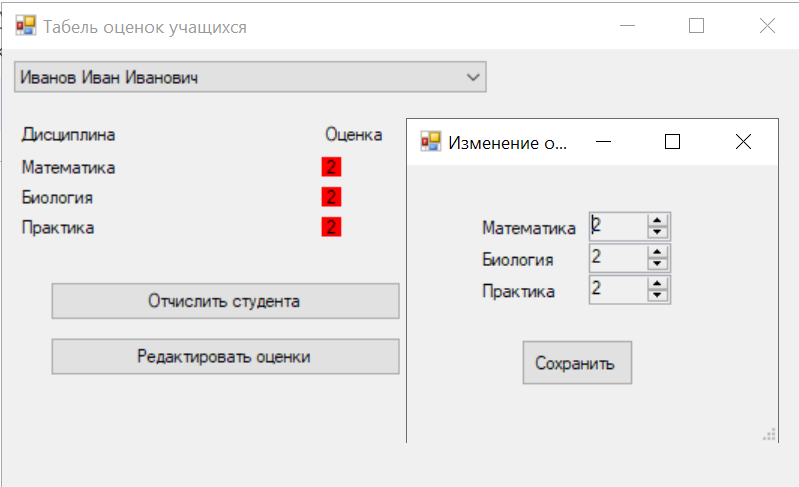 Табель оценок учащихся
Иванов Иван Иванович
Дисциплина Оценка
Математика 2
Биология 2
Практика 2
Отчислить студента
Редактировать оценки
Изменение о...
Математика 2
Биология 2
Практика 2
Сохранить